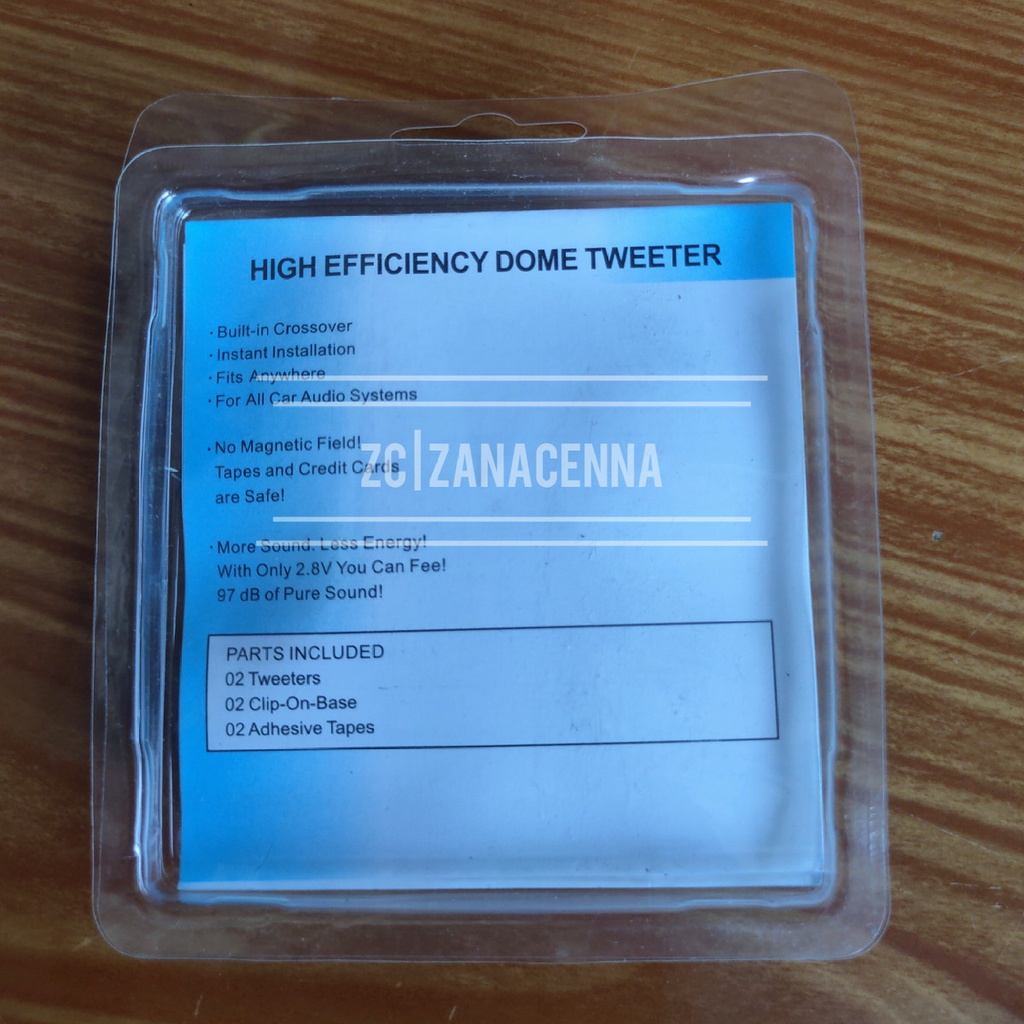 HIGH EFFICIENCY DOME TWEETER
· Built-in Crossover
· Instant Installation
· Fits Anywhere
· For All Car Audio Systems
· No Magnetic Field!
Tapes and Credit Cards
are Safe!
ZC|ZANACENNA
· More Sound. Less Energy!
With Only 2.8V You Can Fee!
97 dB of Pure Sound!
PARTS INCLUDED
02 Tweeters
02 Clip-On-Base
02 Adhesive Tapes